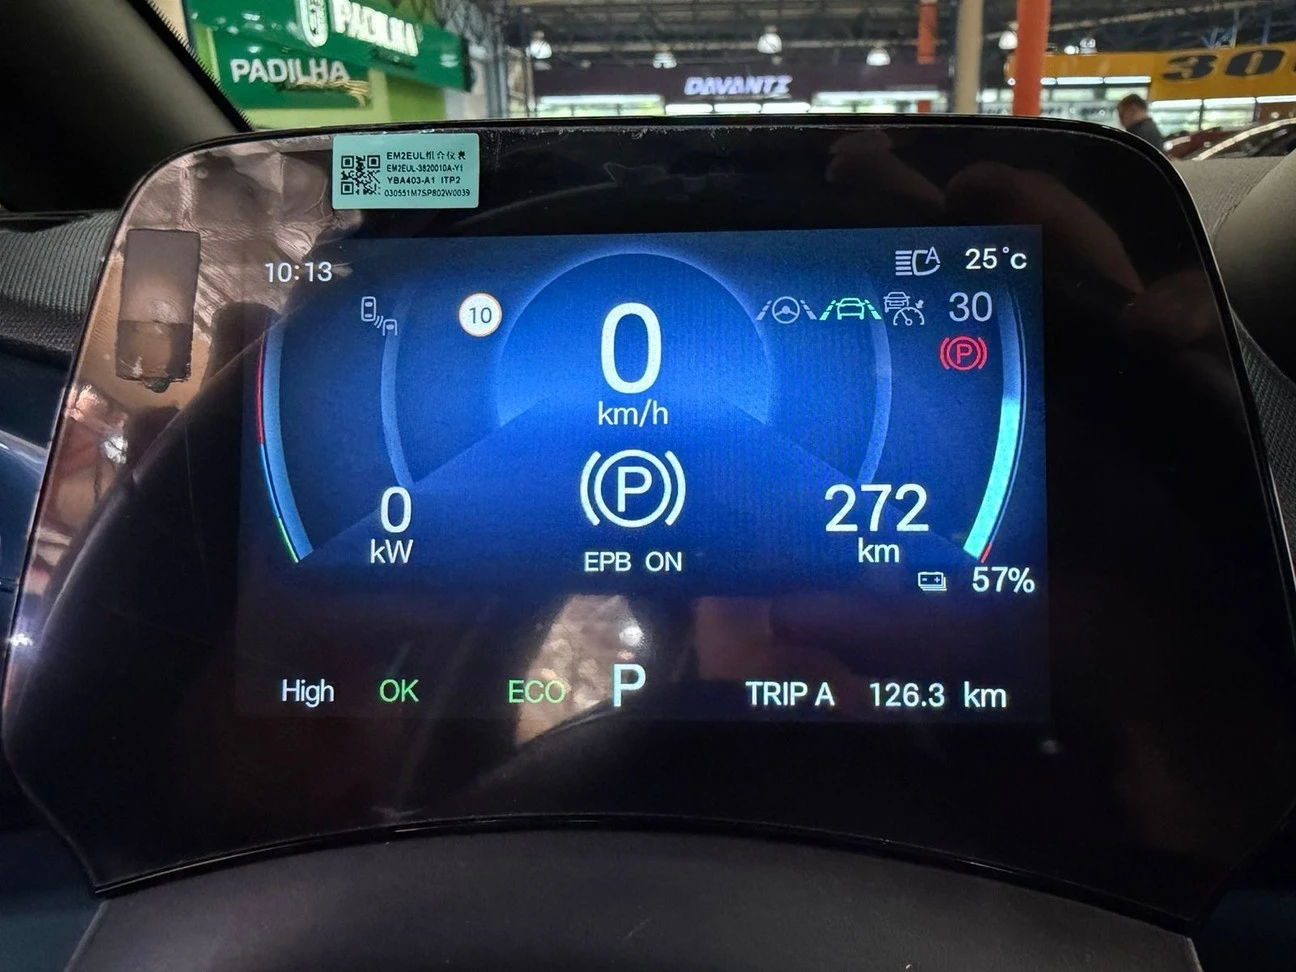 PADILHA
PADILHA
DAVANTI
30
EM2EUL组合仪表
EM2EUL-3820010A-Y1
YBA403-A1 ITP2
030551M7SP802W0039
10:13
A
25°c
10
0
km/h
30
P
0
kW
P
EPB ON
272
km
57%
High
OK
ECO
P
TRIP A
126.3 km